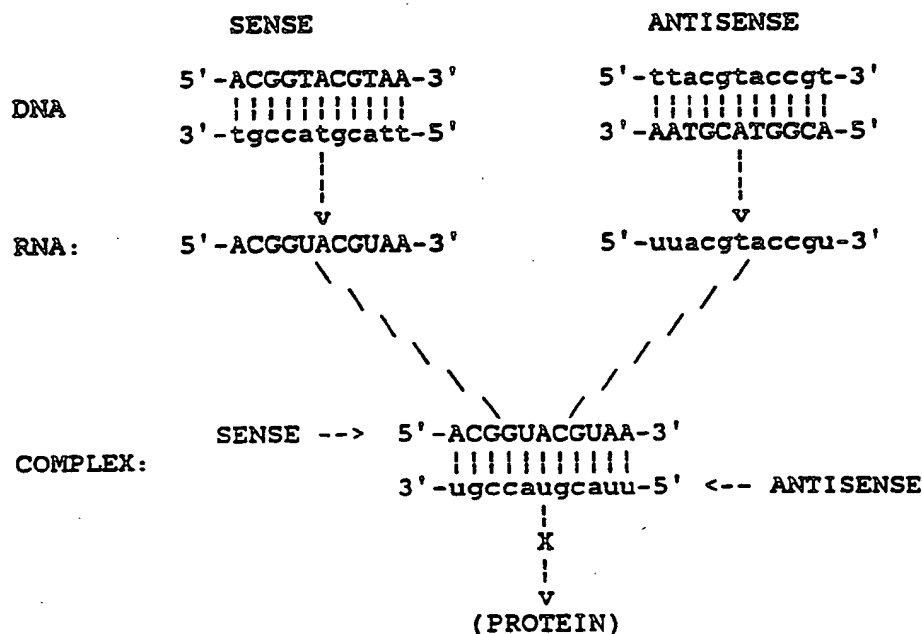 SENSE ANTISENSE
5'-ACGGTACGTAA-3' 5'-ttacgtaccgt-3'
DNA
3'-tgccatgcatt-5' 3'-AATGCATGGCA-5'
v v
RNA: 5'-ACGGUACGUAA-3' 5'-uuacgtaccgu-3'
SENSE --> 5'-ACGGUACGUAA-3'
COMPLEX:
3'-ugccaugcauu-5' <-- ANTISENSE
X
v
(PROTEIN)